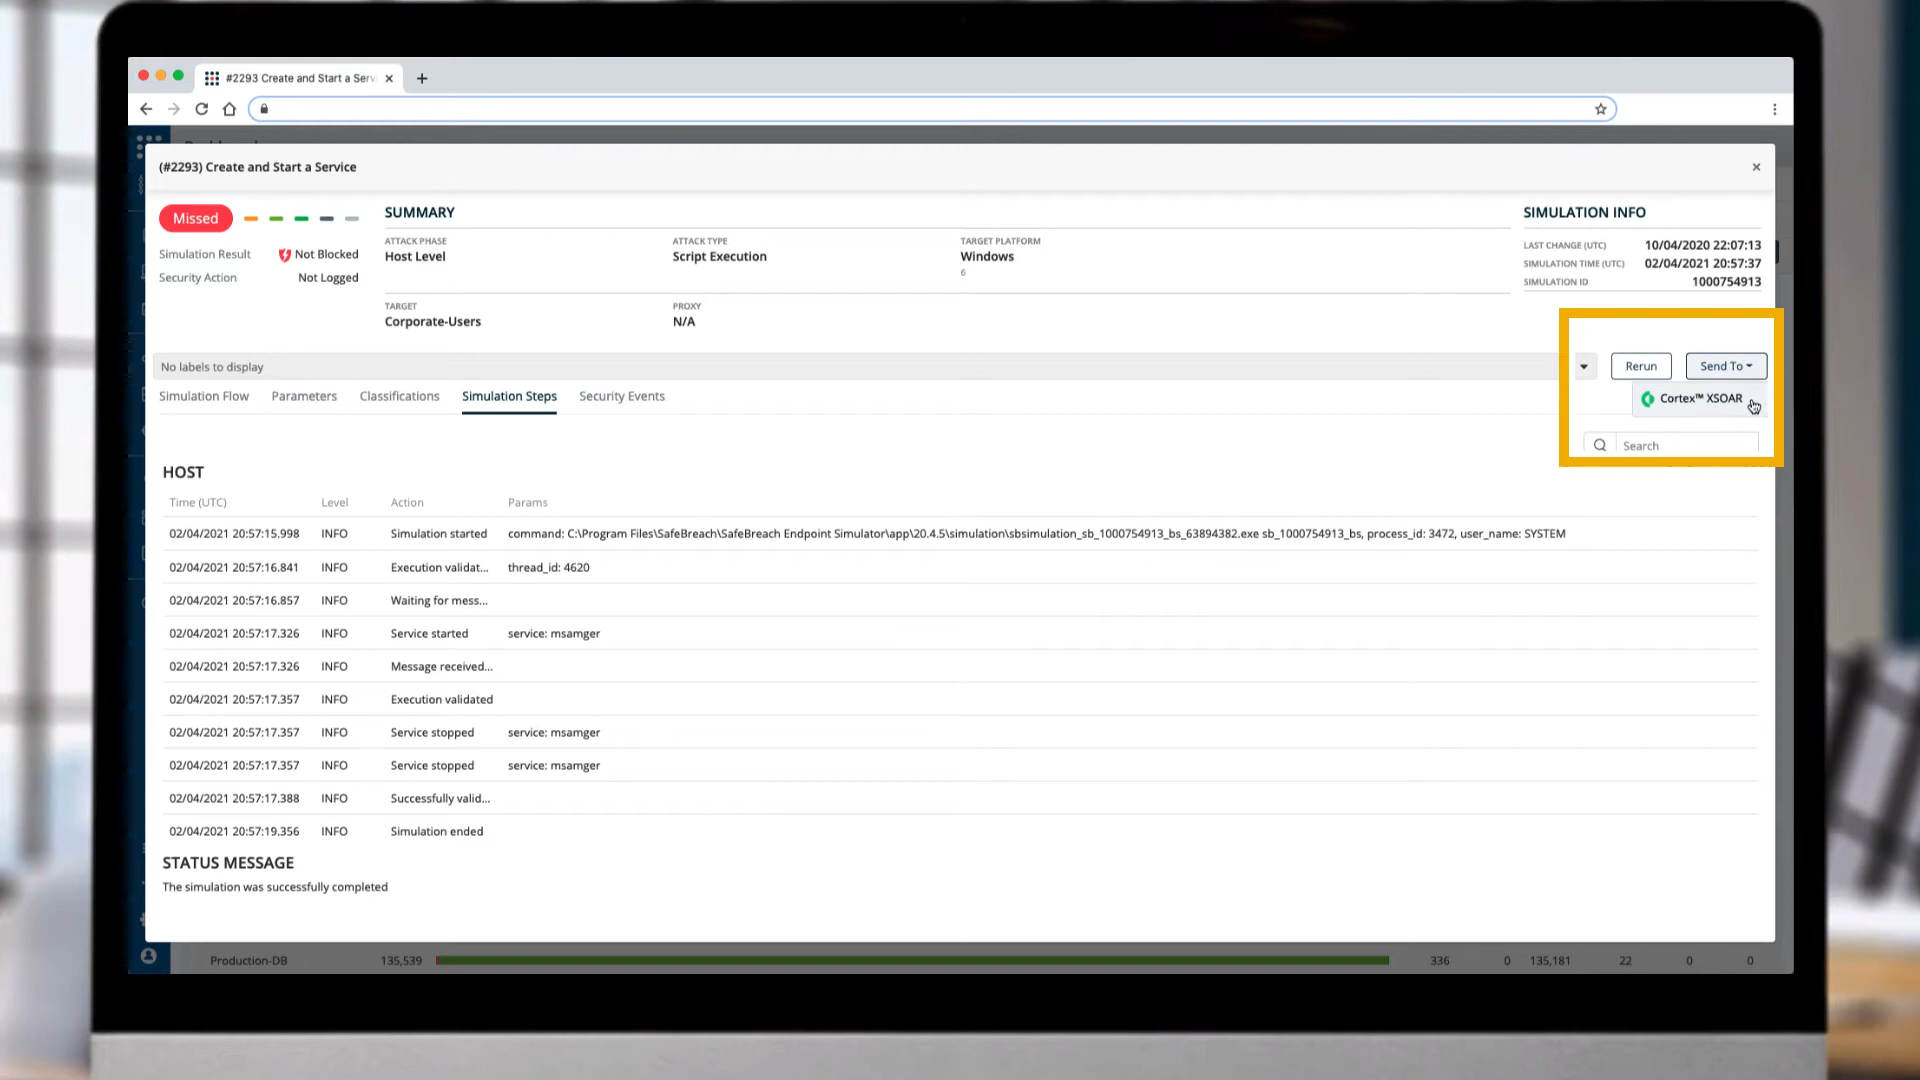 #2293 Create and Start a Serv
(#2293) Create and Start a Service
Missed
Simulation Result Not Blocked
Security Action Not Logged
SUMMARY
ATTACK PHASE ATTACK TYPE TARGET PLATFORM
Host Level Script Execution Windows
6
TARGET PROXY
Corporate-Users N/A
SIMULATION INFO
LAST CHANGE (UTC) 10/04/2020 22:07:13
SIMULATION TIME (UTC) 02/04/2021 20:57:37
SIMULATION ID 1000754913
No labels to display
Rerun Send To
Cortex™ XSOAR
Simulation Flow Parameters Classifications Simulation Steps Security Events
Search
HOST
Time (UTC) Level Action Params
02/04/2021 20:57:15.998 INFO Simulation started command: C:\Program Files\SafeBreach\SafeBreach Endpoint Simulator\app\20.4.5\simulation\sbsimulation_sb_1000754913_bs_63894382.exe sb_1000754913_bs, process_id: 3472, user_name: SYSTEM
02/04/2021 20:57:16.841 INFO Execution validat... thread_id: 4620
02/04/2021 20:57:16.857 INFO Waiting for mess...
02/04/2021 20:57:17.326 INFO Service started service: msamger
02/04/2021 20:57:17.326 INFO Message received...
02/04/2021 20:57:17.357 INFO Execution validated
02/04/2021 20:57:17.357 INFO Service stopped service: msamger
02/04/2021 20:57:17.357 INFO Service stopped service: msamger
02/04/2021 20:57:17.388 INFO Successfully valid...
02/04/2021 20:57:19.356 INFO Simulation ended
STATUS MESSAGE
The simulation was successfully completed
Production-DB 135,539 336 0 135,181 22 0 0